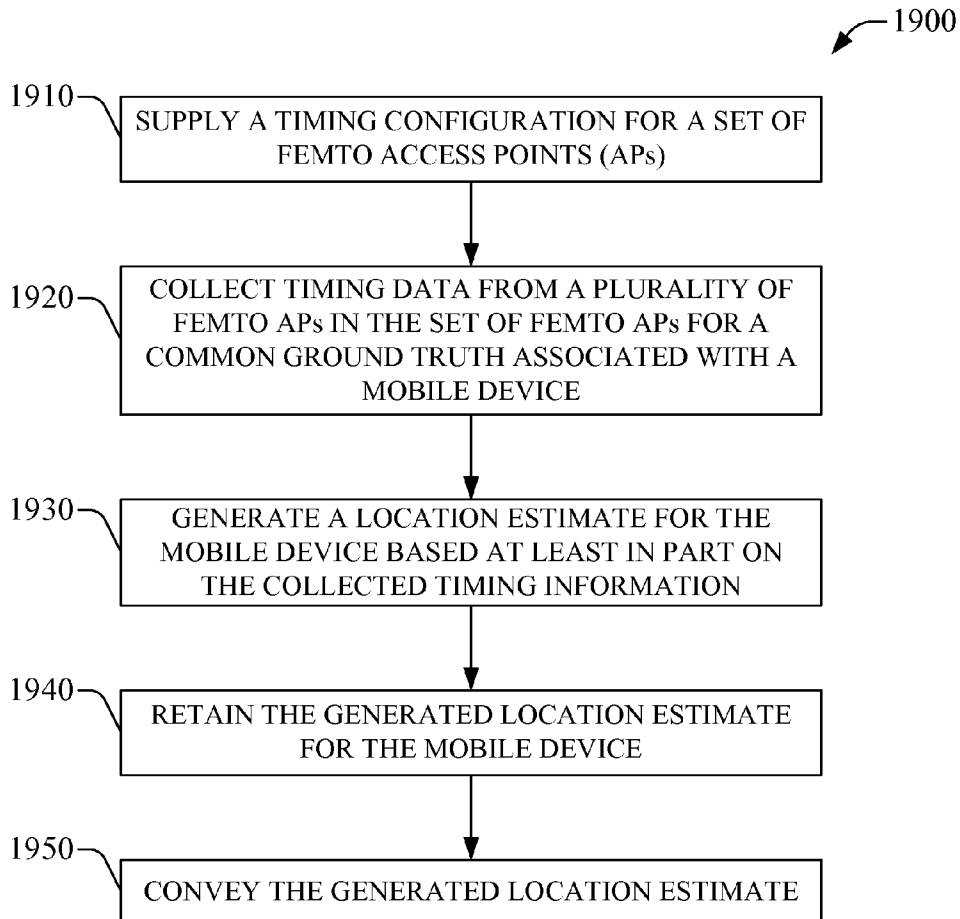 1900
1910
SUPPLY A TIMING CONFIGURATION FOR A SET OF
FEMTO ACCESS POINTS (APs)
1920
COLLECT TIMING DATA FROM A PLURALITY OF
FEMTO APs IN THE SET OF FEMTO APs FOR A
COMMON GROUND TRUTH ASSOCIATED WITH A
MOBILE DEVICE
1930
GENERATE A LOCATION ESTIMATE FOR THE
MOBILE DEVICE BASED AT LEAST IN PART ON
THE COLLECTED TIMING INFORMATION
1940
RETAIN THE GENERATED LOCATION ESTIMATE
FOR THE MOBILE DEVICE
1950
CONVEY THE GENERATED LOCATION ESTIMATE